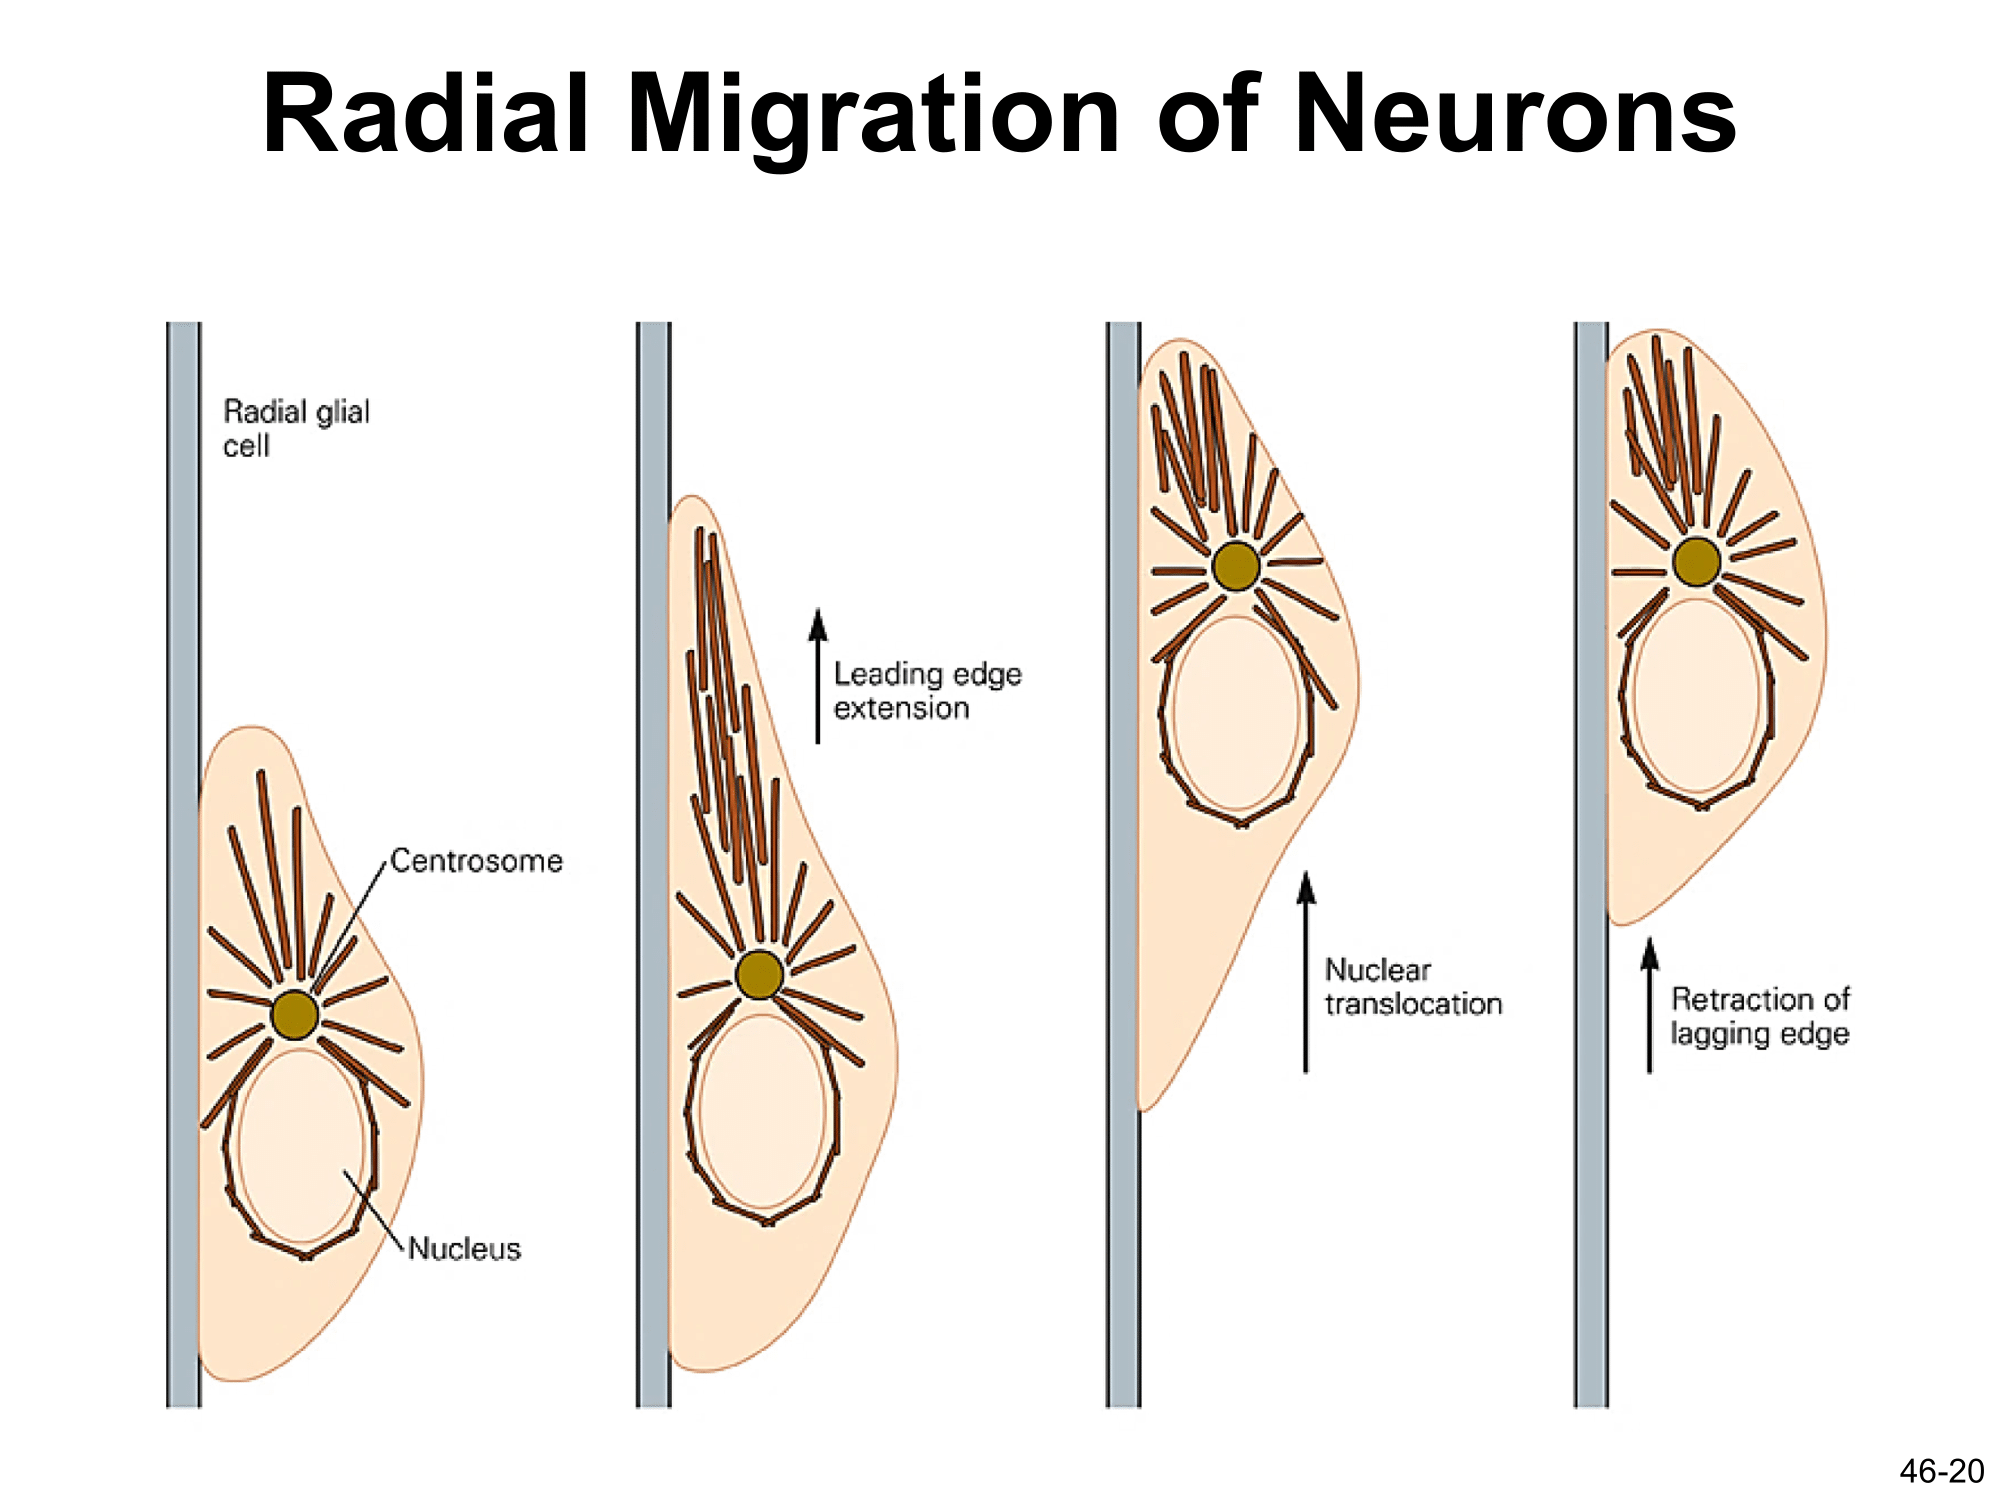 Radial Migration of Neurons
Radial glial
cell
Centrosome
Nucleus
Leading edge
extension
Nuclear
translocation
Retraction of
lagging edge
46-20